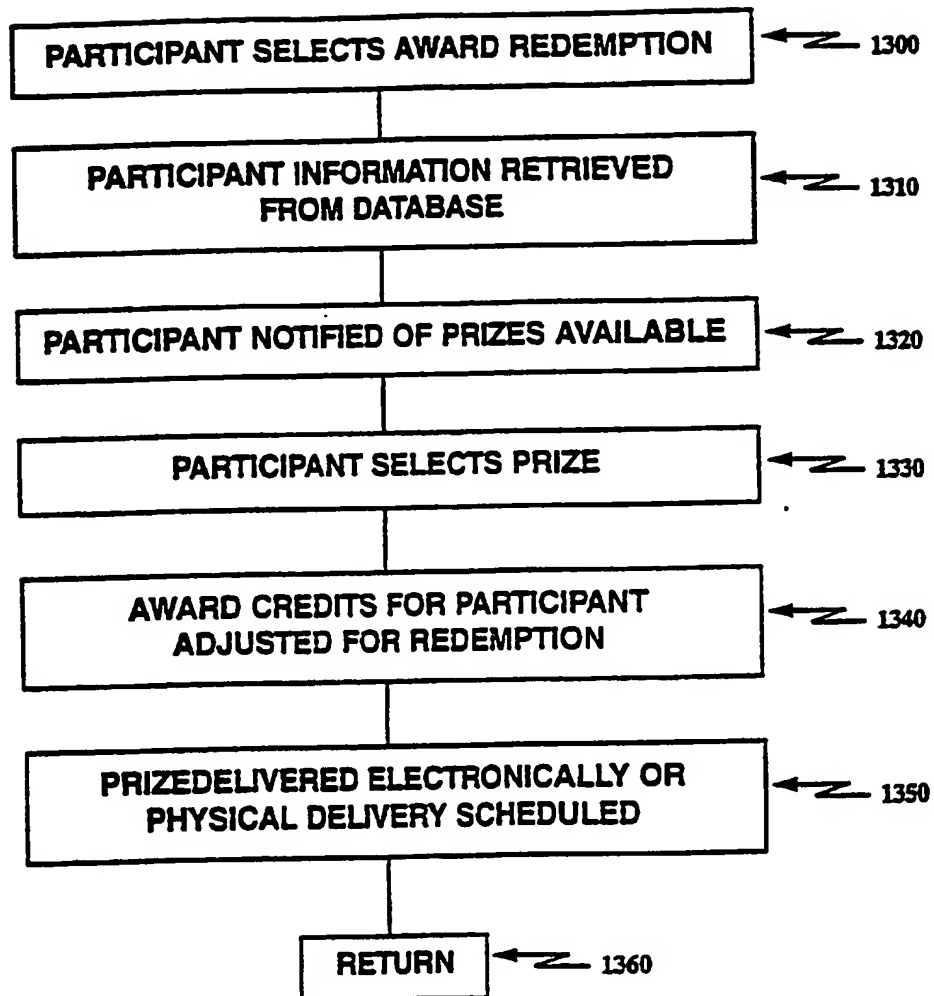 PARTICIPANT SELECTS AWARD REDEMPTION 1300
PARTICIPANT INFORMATION RETRIEVED
FROM DATABASE 1310
PARTICIPANT NOTIFIED OF PRIZES AVAILABLE 1320
PARTICIPANT SELECTS PRIZE 1330
AWARD CREDITS FOR PARTICIPANT
ADJUSTED FOR REDEMPTION 1340
PRIZEDELIVERED ELECTRONICALLY OR
PHYSICAL DELIVERY SCHEDULED 1350
RETURN 1360